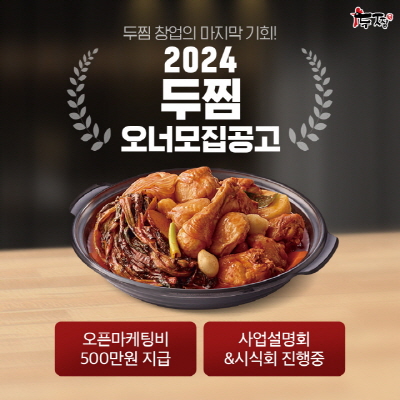 두찜
두찜 창업의 마지막 기회!
2024
두찜
오너모집공고
오픈마케팅비
500만원 지급
사업설명회
&시식회 진행중